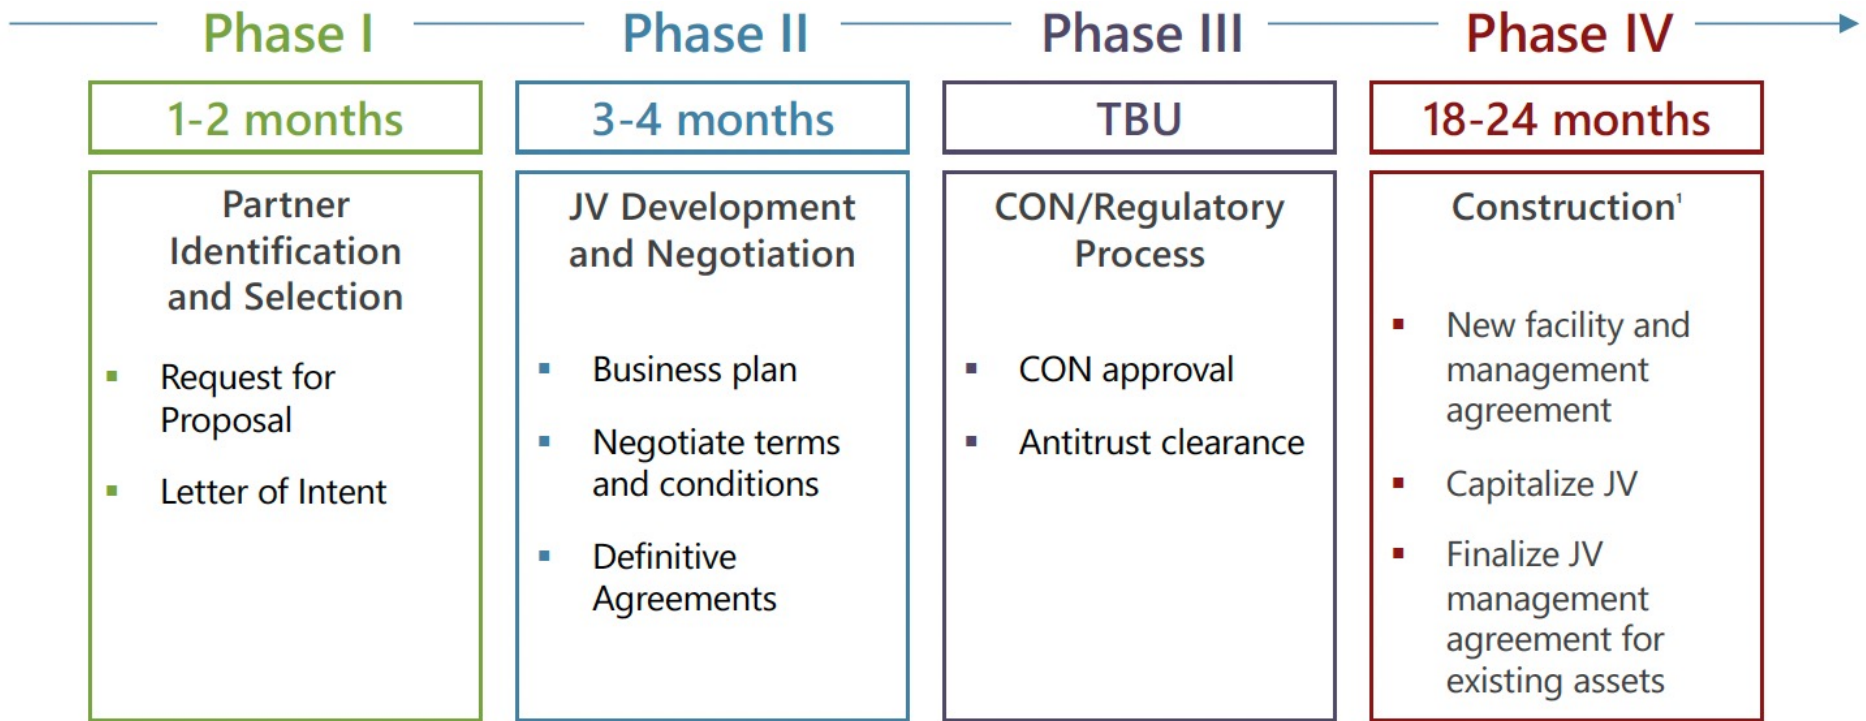 Phase I
Phase II
Phase III
Phase IV
1-2 months
3-4 months
TBU
18-24 months
Partner
Identification
and Selection
▪ Request for
Proposal
▪ Letter of Intent
JV Development
and Negotiation
▪ Business plan
▪ Negotiate terms
and conditions
▪ Definitive
Agreements
CON/Regulatory
Process
▪ CON approval
▪ Antitrust clearance
Construction¹
▪ New facility and
management
agreement
▪ Capitalize JV
▪ Finalize JV
management
agreement for
existing assets